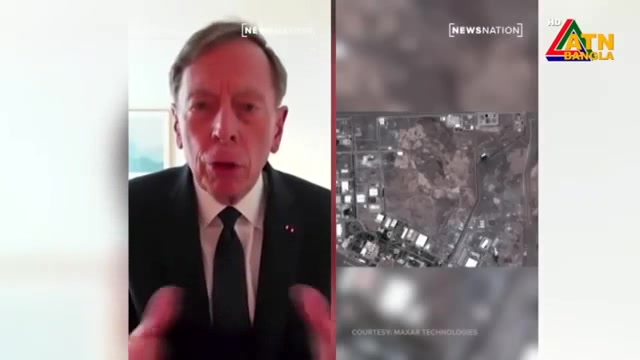 [NEWSNATION]
[NEWSNATION]
HD
ATN
BANGLA
COURTESY: MAXAR TECHNOLOGIES